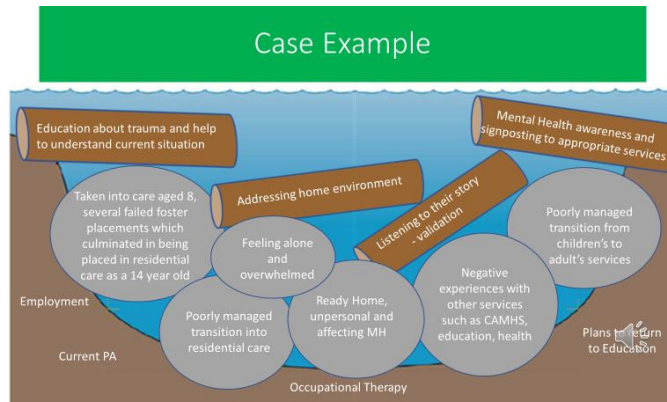 Case Example
Education about trauma and help
to understand current situation
Mental Health awareness and
signposting to appropriate services
Taken into care aged 8,
several failed foster
placements which
culminated in being
placed in residential
care as a 14 year old
Addressing home environment
Listening to their story
- validation
Feeling alone
and
overwhelmed
Poorly managed
transition from
children's to
adult's services
Employment
Poorly managed
transition into
residential care
Ready Home,
unpersonal and
affecting MH
Negative
experiences with
other services
such as CAMHS,
education, health
Plans to return
to Education
Current PA
Occupational Therapy